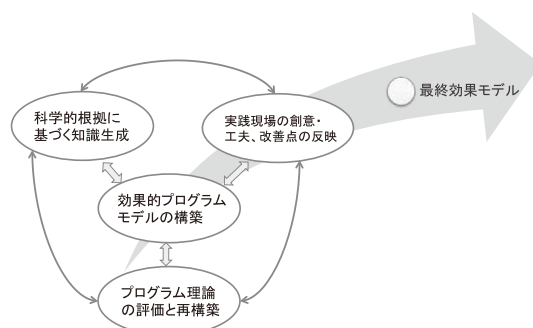 最終効果モデル
科学的根拠に
基づく知識生成
実践現場の創意・
工夫、改善点の反映
効果的プログラム
モデルの構築
プログラム理論
の評価と再構築